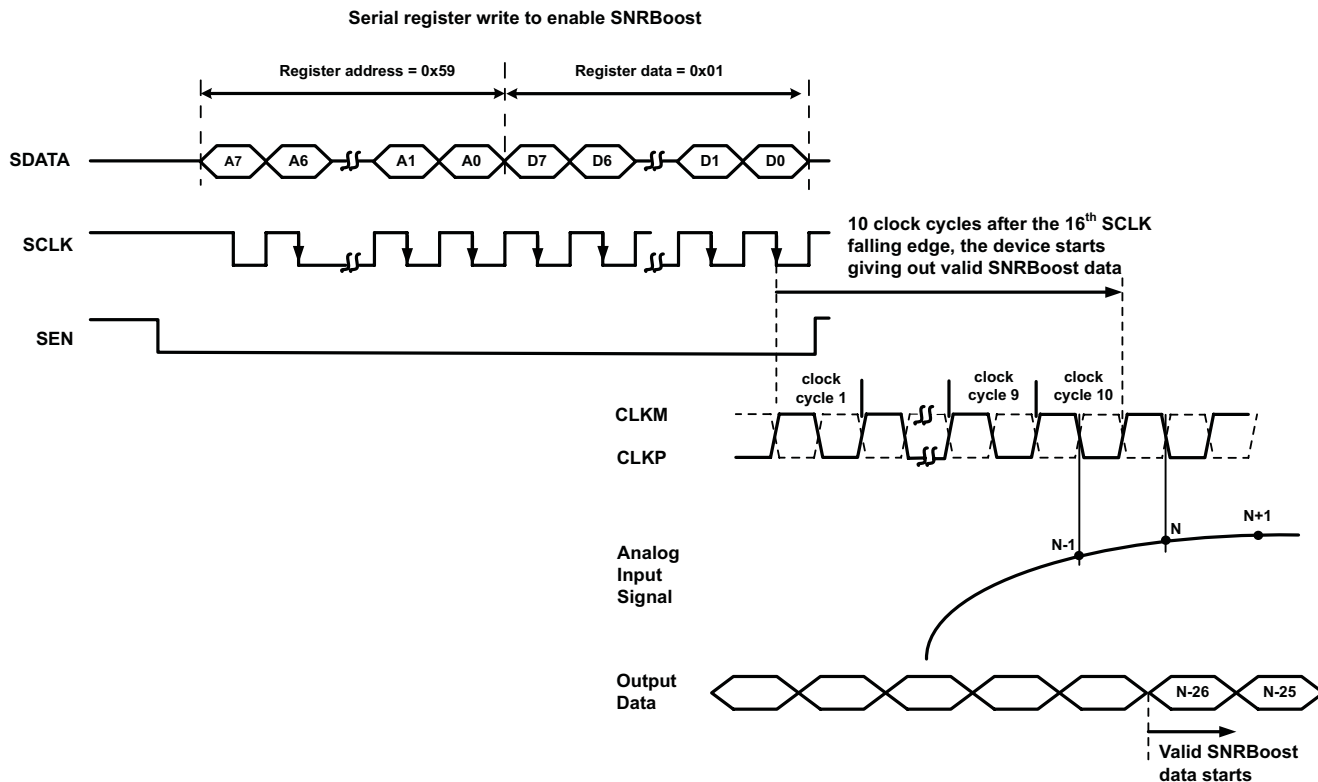 Serial register write to enable SNRBoost
Register address = 0x59
Register data = 0x01
SDATA
A7
A6
A1
A0
D7
D6
D1
D0
SCLK
10 clock cycles after the 16th SCLK
falling edge, the device starts
giving out valid SNRBoost data
SEN
clock
cycle 1
clock
cycle 9
clock
cycle 10
CLKM
CLKP
Analog
Input
Signal
N-1
N
N+1
Output
Data
N-26
N-25
Valid SNRBoost
data starts